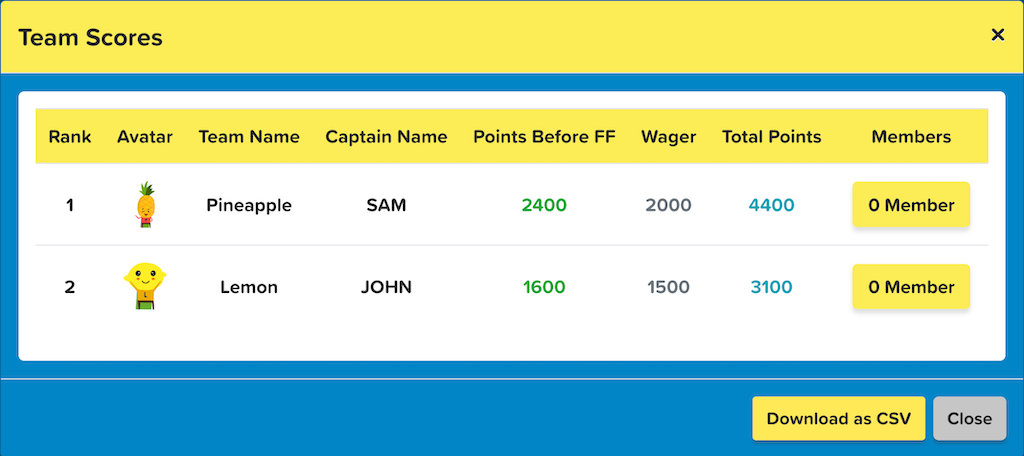 Team Scores ×
Rank Avatar Team Name Captain Name Points Before FF Wager Total Points Members
1 Pineapple SAM 2400 2000 4400 0 Member
2 L Lemon JOHN 1600 1500 3100 0 Member
Download as CSV Close